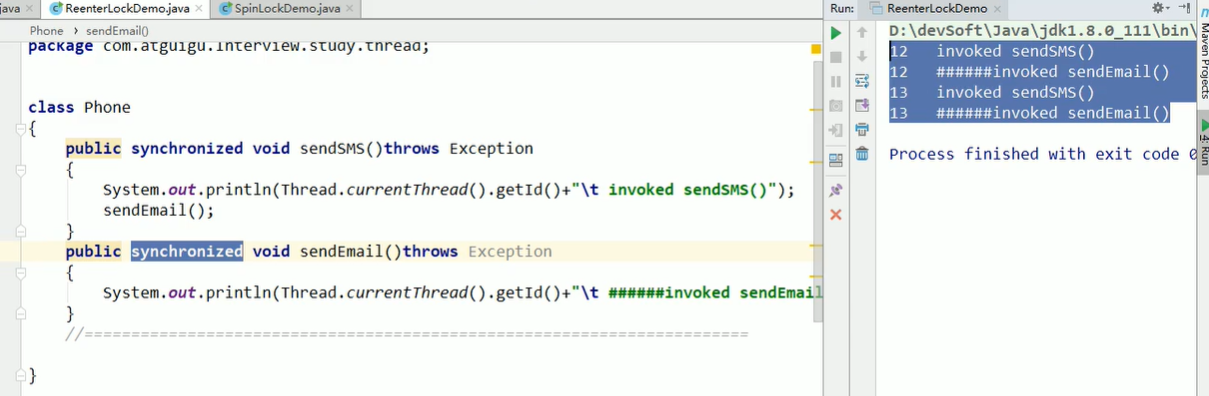 java
ReenterLockDemo.java
SpinLockDemo.java
Run:
ReenterLockDemo
Phone
sendEmail()
package com.atguigu.interview.study.thread;
class Phone
{
public synchronized void sendSMS()throws Exception
{
System.out.println(Thread.currentThread().getId()+"\t invoked sendSMS()");
sendEmail();
}
public synchronized void sendEmail()throws Exception
{
System.out.println(Thread.currentThread().getId()+"\t ######invoked sendEmail
}
//=======================================================================
}
D:\devSoft\Java\jdk1.8.0_111\bin\
12 invoked sendSMS()
12 ######invoked sendEmail()
13 invoked sendSMS()
13 ######invoked sendEmail()
Process finished with exit code 0
Maven Projects
4: Run